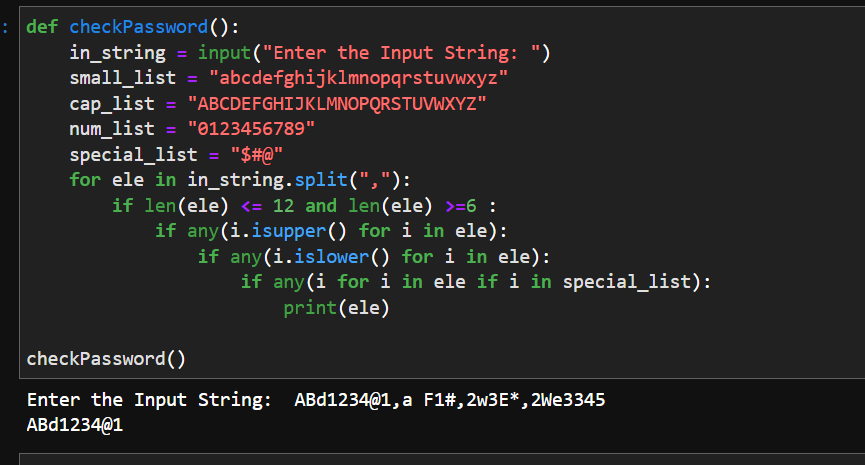 : def checkPassword():
    in_string = input("Enter the Input String: ")
    small_list = "abcdefghijklmnopqrstuvwxyz"
    cap_list = "ABCDEFGHIJKLMNOPQRSTUVWXYZ"
    num_list = "0123456789"
    special_list = "$#@"
    for ele in in_string.split(","):
        if len(ele) <= 12 and len(ele) >=6 :
            if any(i.isupper() for i in ele):
                if any(i.islower() for i in ele):
                    if any(i for i in ele if i in special_list):
                        print(ele)
checkPassword()
Enter the Input String:  ABd1234@1,a F1#,2w3E*,2We3345
ABd1234@1